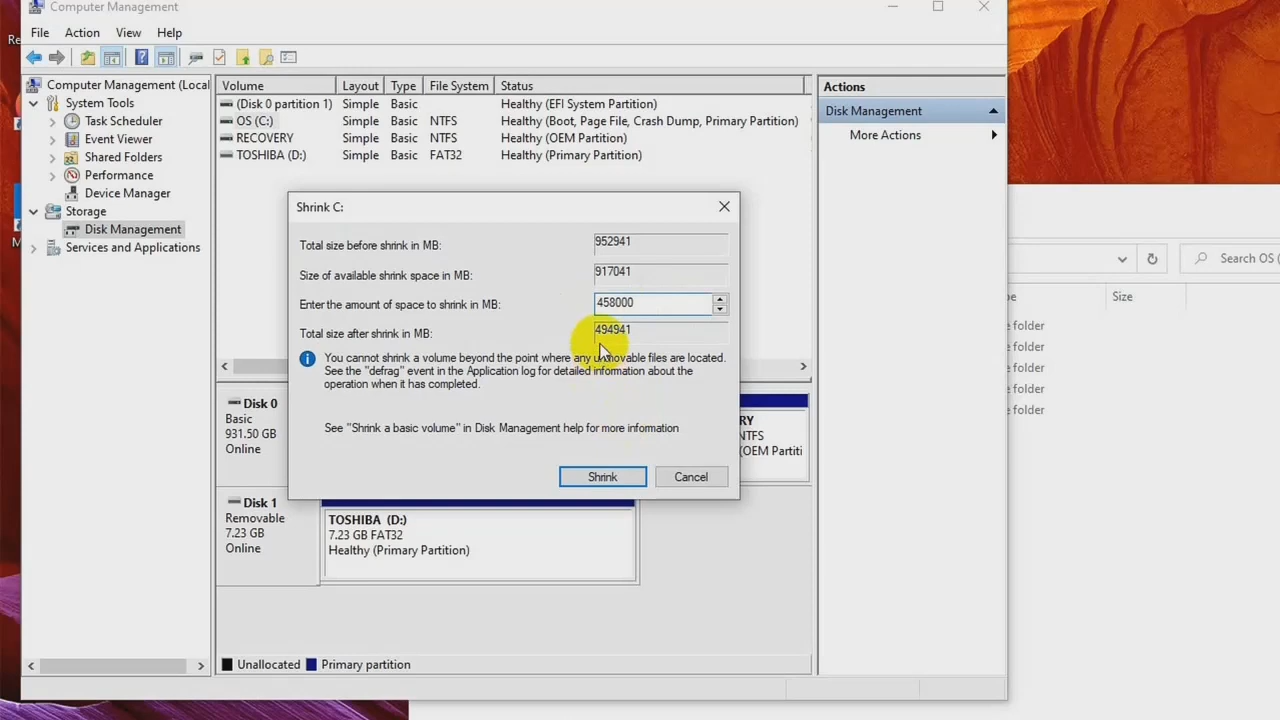 Computer Management
File Action View Help
Computer Management (Local
System Tools
Task Scheduler
Event Viewer
Shared Folders
Performance
Device Manager
Storage
Disk Management
Services and Applications
Volume Layout Type File System Status
(Disk 0 partition 1) Simple Basic Healthy (EFI System Partition)
OS (C:) Simple Basic NTFS Healthy (Boot, Page File, Crash Dump, Primary Partition)
RECOVERY Simple Basic NTFS Healthy (OEM Partition)
TOSHIBA (D:) Simple Basic FAT32 Healthy (Primary Partition)
Actions
Disk Management
More Actions
Shrink C:
Total size before shrink in MB: 952941
Size of available shrink space in MB: 917041
Enter the amount of space to shrink in MB: 458000
Total size after shrink in MB: 494941
You cannot shrink a volume beyond the point where any unmovable files are located.
See the "defrag" event in the Application log for detailed information about the
operation when it has completed.
See "Shrink a basic volume" in Disk Management help for more information
Shrink Cancel
Disk 0
Basic
931.50 GB
Online
RY
NTFS
(OEM Partiti
Disk 1
Removable
7.23 GB
Online
TOSHIBA (D:)
7.23 GB FAT32
Healthy (Primary Partition)
Unallocated Primary partition
Search OS (
pe Size
e folder
e folder
e folder
e folder
e folder
Re
M